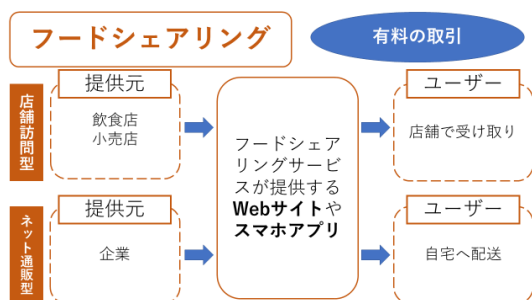 フードシェアリング
有料の取引
店舗訪問型
提供元
飲食店
小売店
フードシェア
リングサービ
スが提供する
Webサイトや
スマホアプリ
ユーザー
店舗で受け取り
ネット通販型
提供元
企業
ユーザー
自宅へ配送